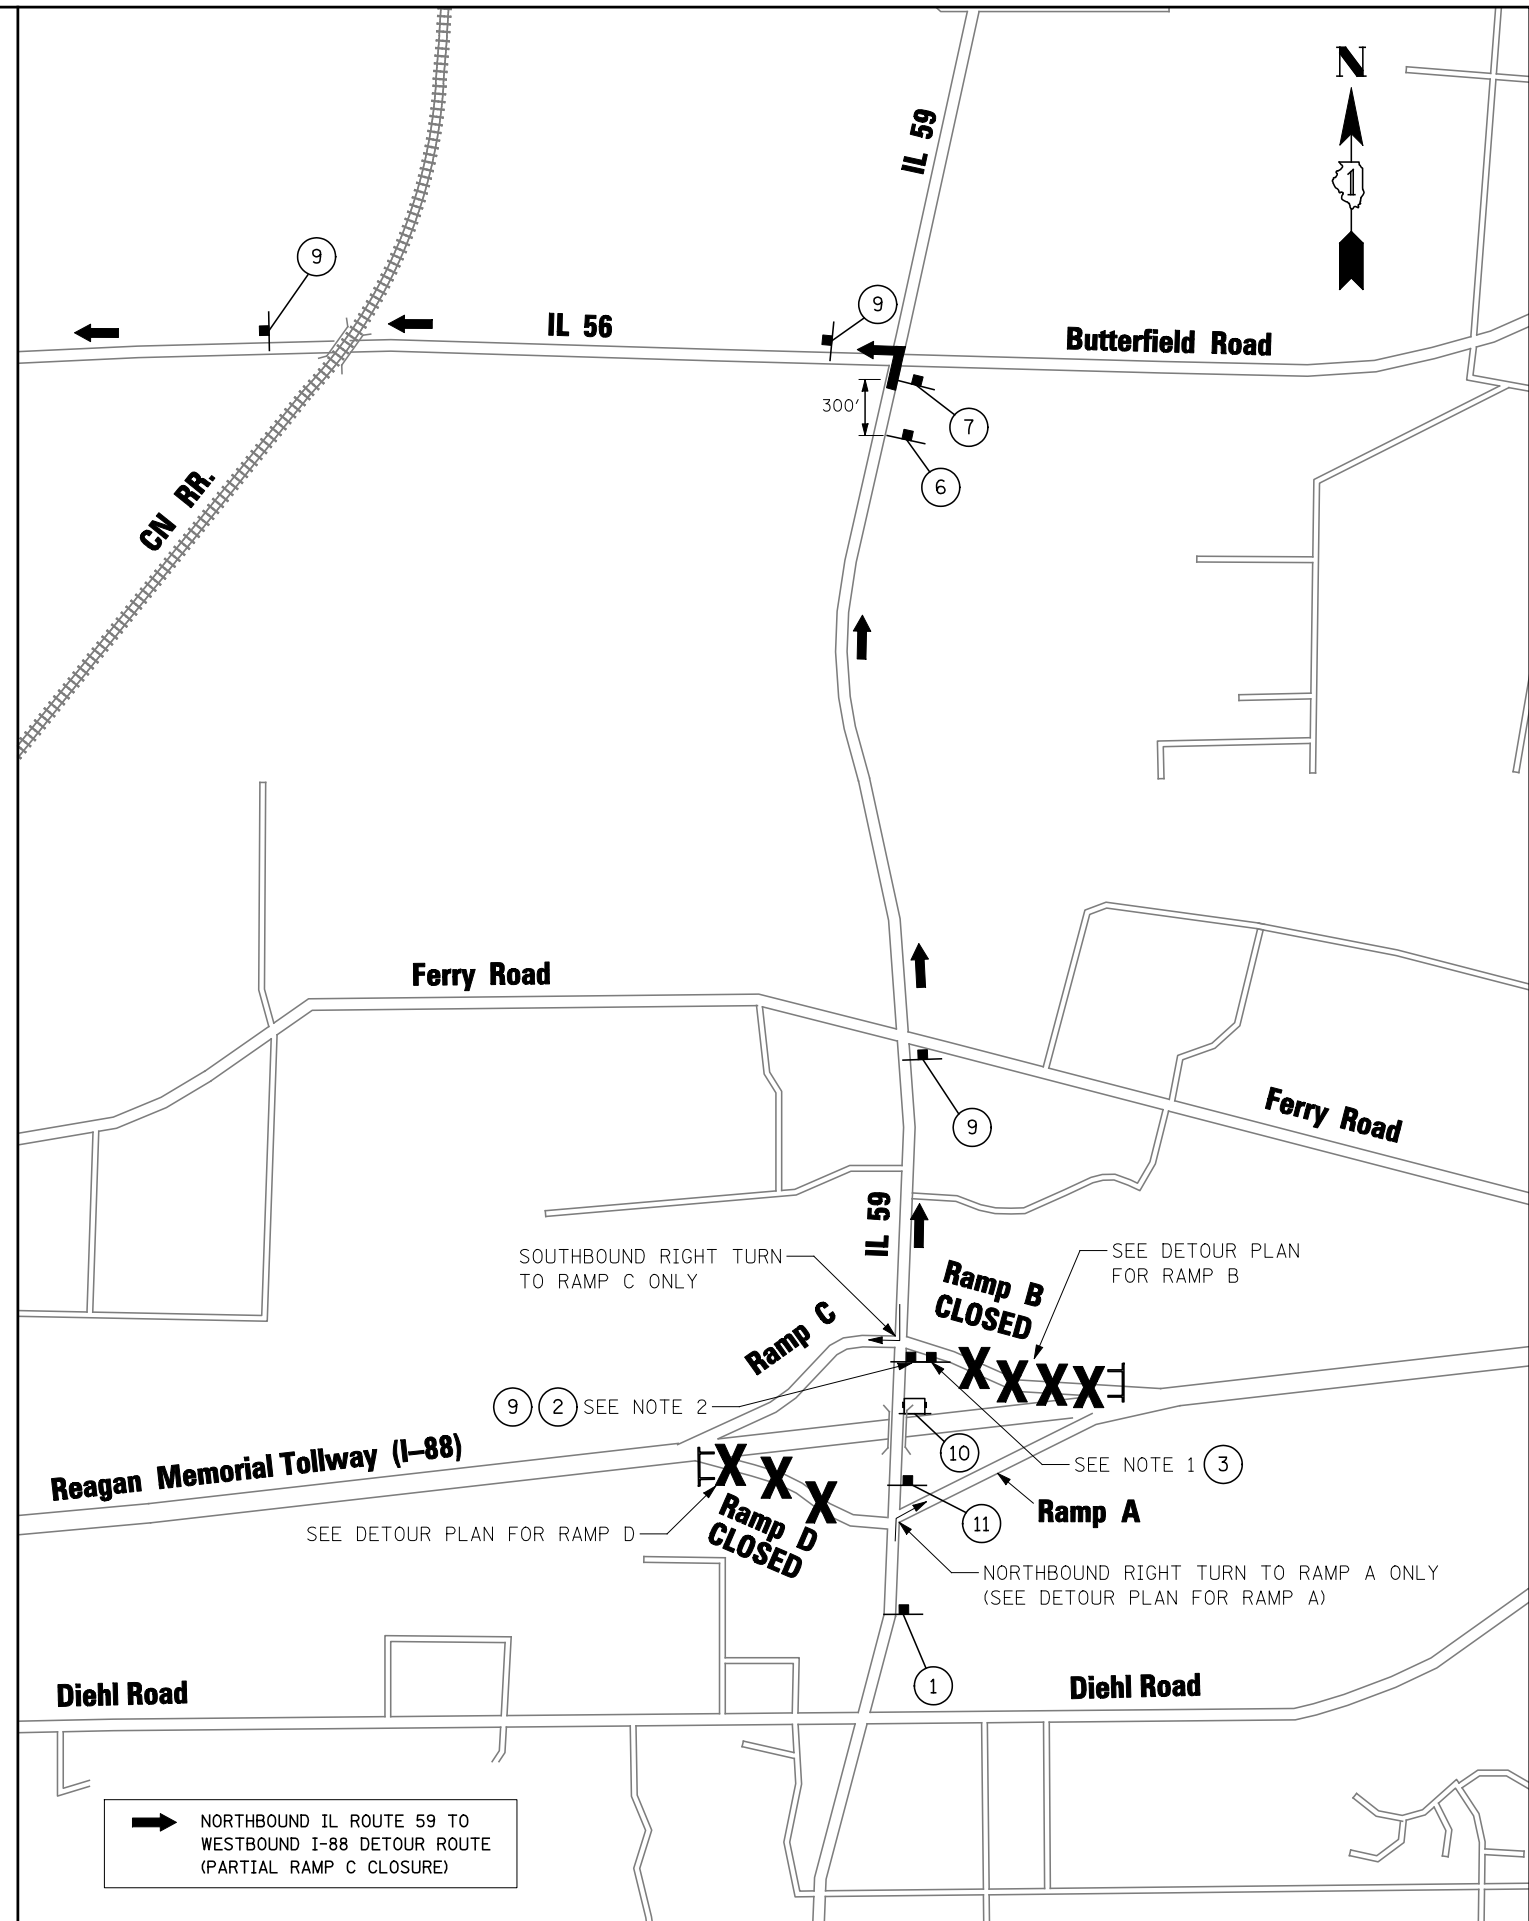 N
1
IL 59
9
9
IL 56
Butterfield Road
300'
7
6
CN RR.
Ferry Road
Ferry Road
9
IL 59
SOUTHBOUND RIGHT TURN
TO RAMP C ONLY
SEE DETOUR PLAN
FOR RAMP B
Ramp B
CLOSED
Ramp C
X X X X
9 2 SEE NOTE 2
10
SEE NOTE 1 3
Reagan Memorial Tollway (I-88)
X X X
Ramp D
CLOSED
Ramp A
11
SEE DETOUR PLAN FOR RAMP D
NORTHBOUND RIGHT TURN TO RAMP A ONLY
(SEE DETOUR PLAN FOR RAMP A)
1
Diehl Road
Diehl Road
NORTHBOUND IL ROUTE 59 TO
WESTBOUND I-88 DETOUR ROUTE
(PARTIAL RAMP C CLOSURE)